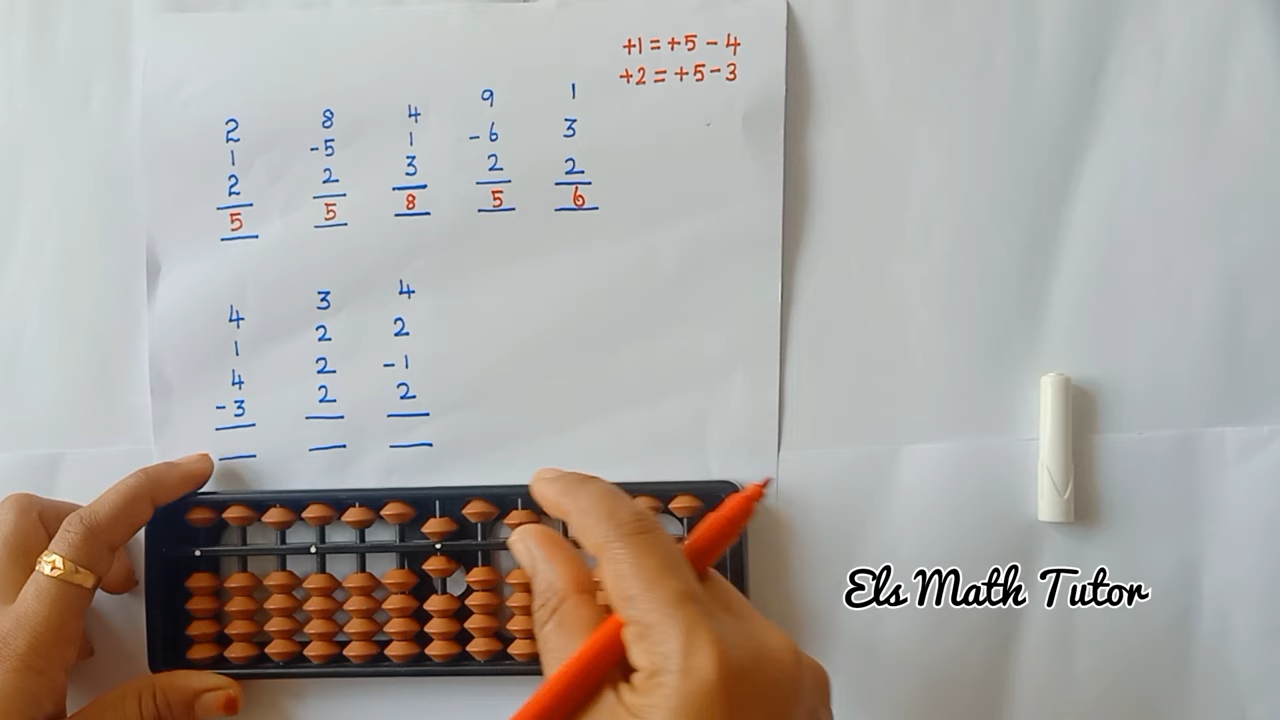 +1 = +5 - 4
+2 = +5 - 3
2 8 4 9 1
1 -5 1 -6 3
2 2 3 2 2
5 5 8 5 6
4 3 4
1 2 2
4 2 -1
-3 2 2
Els Math Tutor